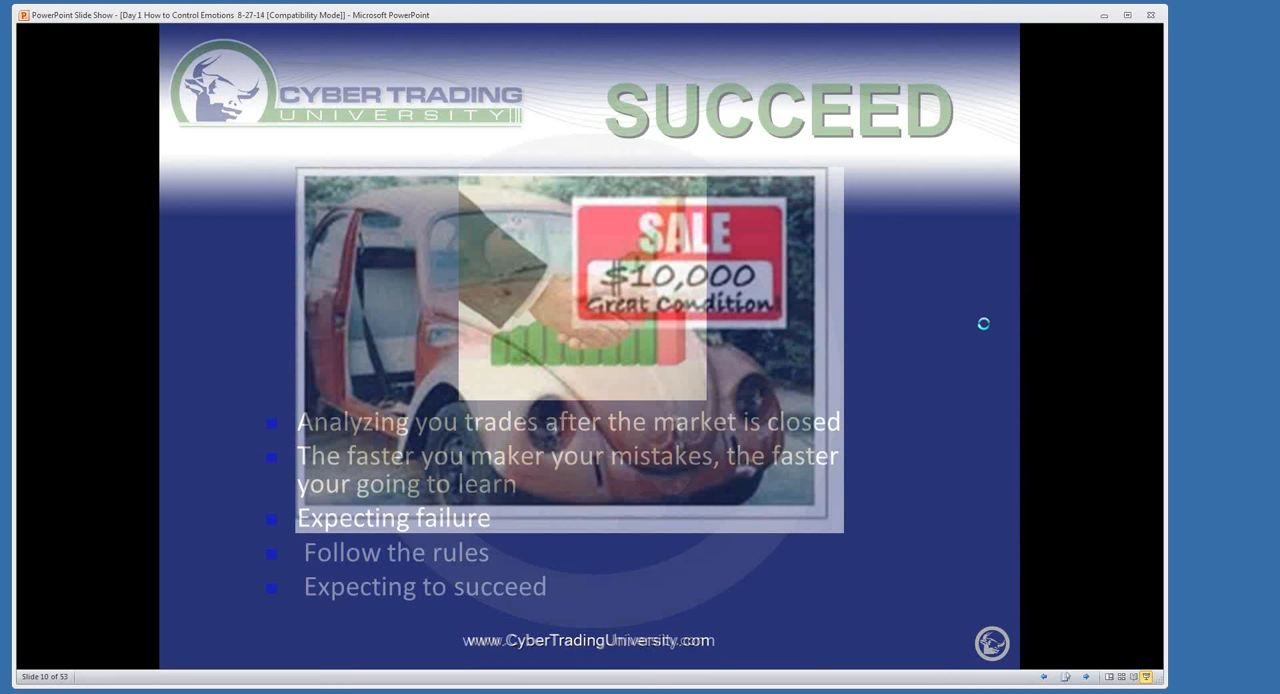 PowerPoint Slide Show - [Day 1 How to Control Emotions 8-27-14 [Compatibility Mode]] - Microsoft PowerPoint
CYBER TRADING
UNIVERSITY
SUCCEED
SALE
$10,000
Great Condition
Analyzing you trades after the market is closed
The faster you maker your mistakes, the faster
your going to learn
Expecting failure
Follow the rules
Expecting to succeed
www.CyberTradingUniversity.com
Slide 10 of 53